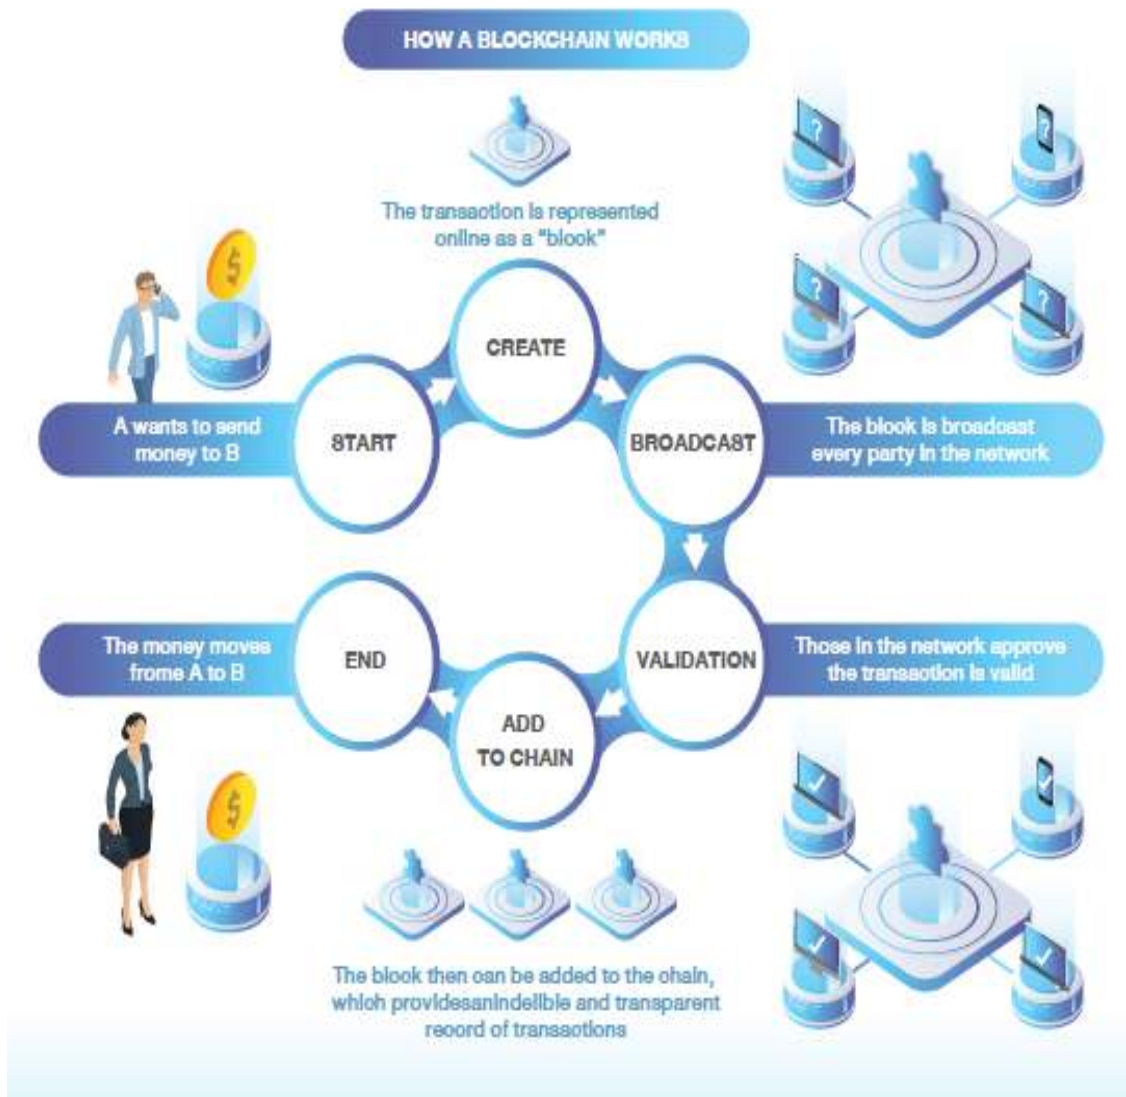 HOW A BLOCKCHAIN WORKS
The transaction is represented
online as a "block"
CREATE
START
BROADCAST
A wants to send
money to B
The block is broadcast
every party in the network
END
VALIDATION
The money moves
frome A to B
Those in the network approve
the transaction is valid
ADD
TO CHAIN
The block then can be added to the chain,
which providesanindelible and transparent
record of transactions